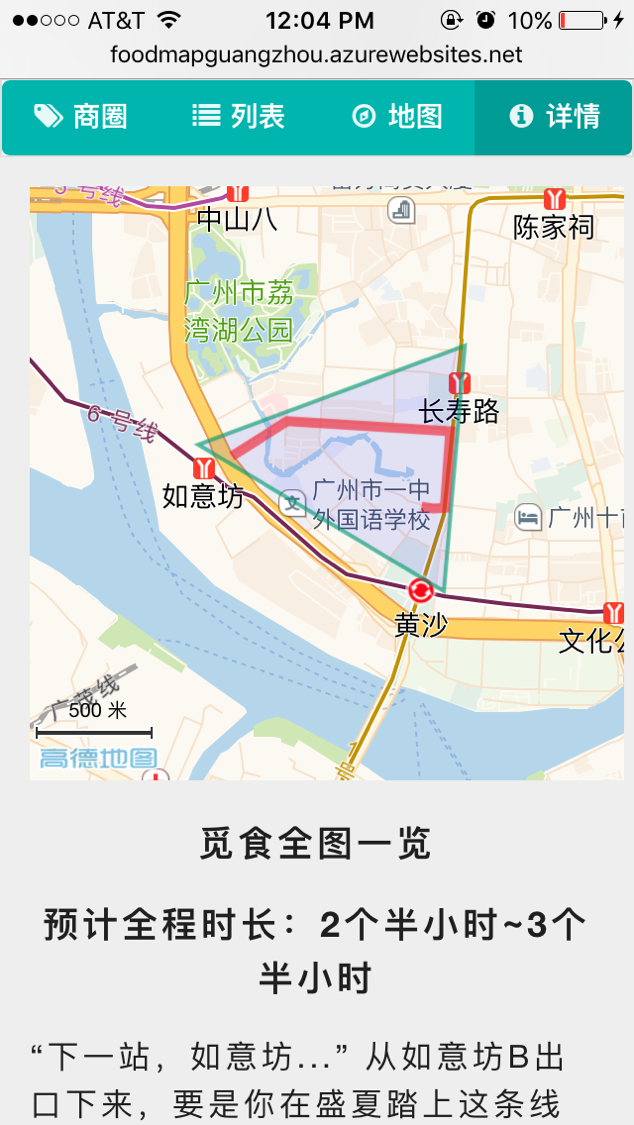 AT&T 12:04 PM 10%
foodmapguangzhou.azurewebsites.net
商圈 列表 地图 详情
3号线
中山八
陈家祠
广州市荔
湾湖公园
长寿路
6号线
如意坊
广州市一中
外国语学校
文
广州十
黄沙
文化公
广茂线
500 米
高德地图
1号
觅食全图一览
预计全程时长：2个半小时~3个
半小时
“下一站，如意坊...” 从如意坊B出
口下来，要是你在盛夏踏上这条线